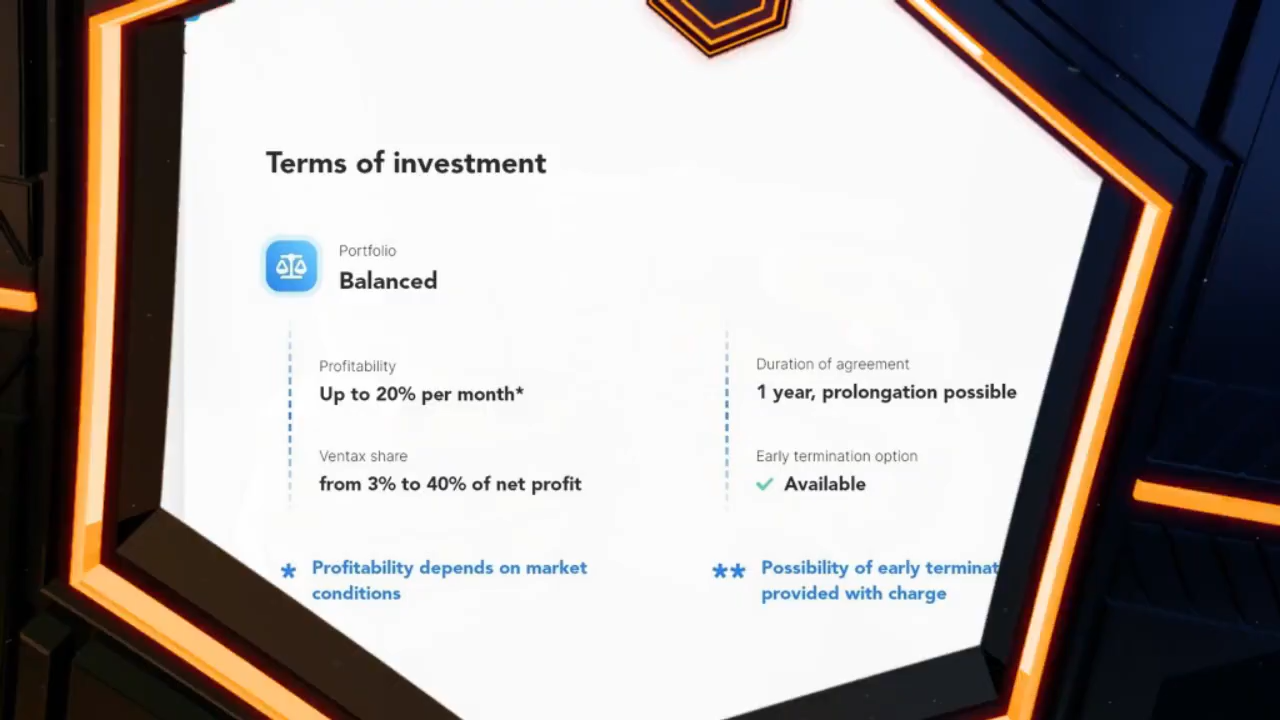 Terms of investment
Portfolio
Balanced
Profitability
Up to 20% per month*
Ventax share
from 3% to 40% of net profit
Duration of agreement
1 year, prolongation possible
Early termination option
Available
* Profitability depends on market
conditions
** Possibility of early terminat
provided with charge